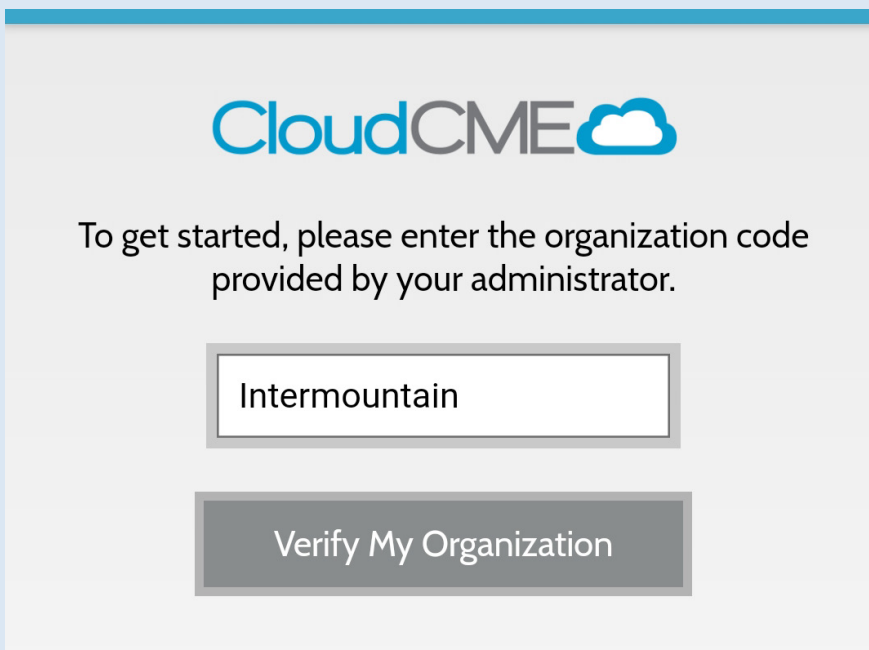 CloudCME
To get started, please enter the organization code
provided by your administrator.
Intermountain
Verify My Organization